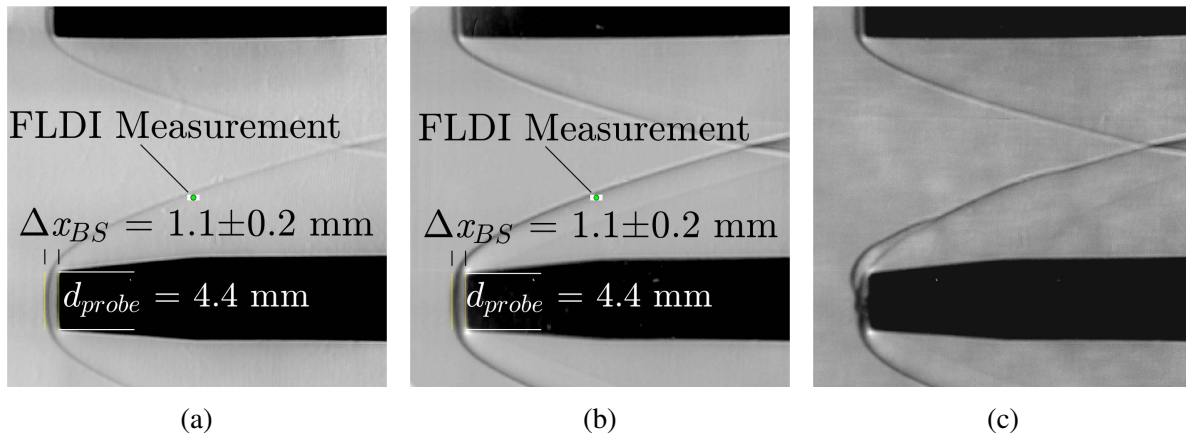 FLDI Measurement
Δx_BS = 1.1±0.2 mm
d_probe = 4.4 mm
(a)
FLDI Measurement
Δx_BS = 1.1±0.2 mm
d_probe = 4.4 mm
(b)
(c)